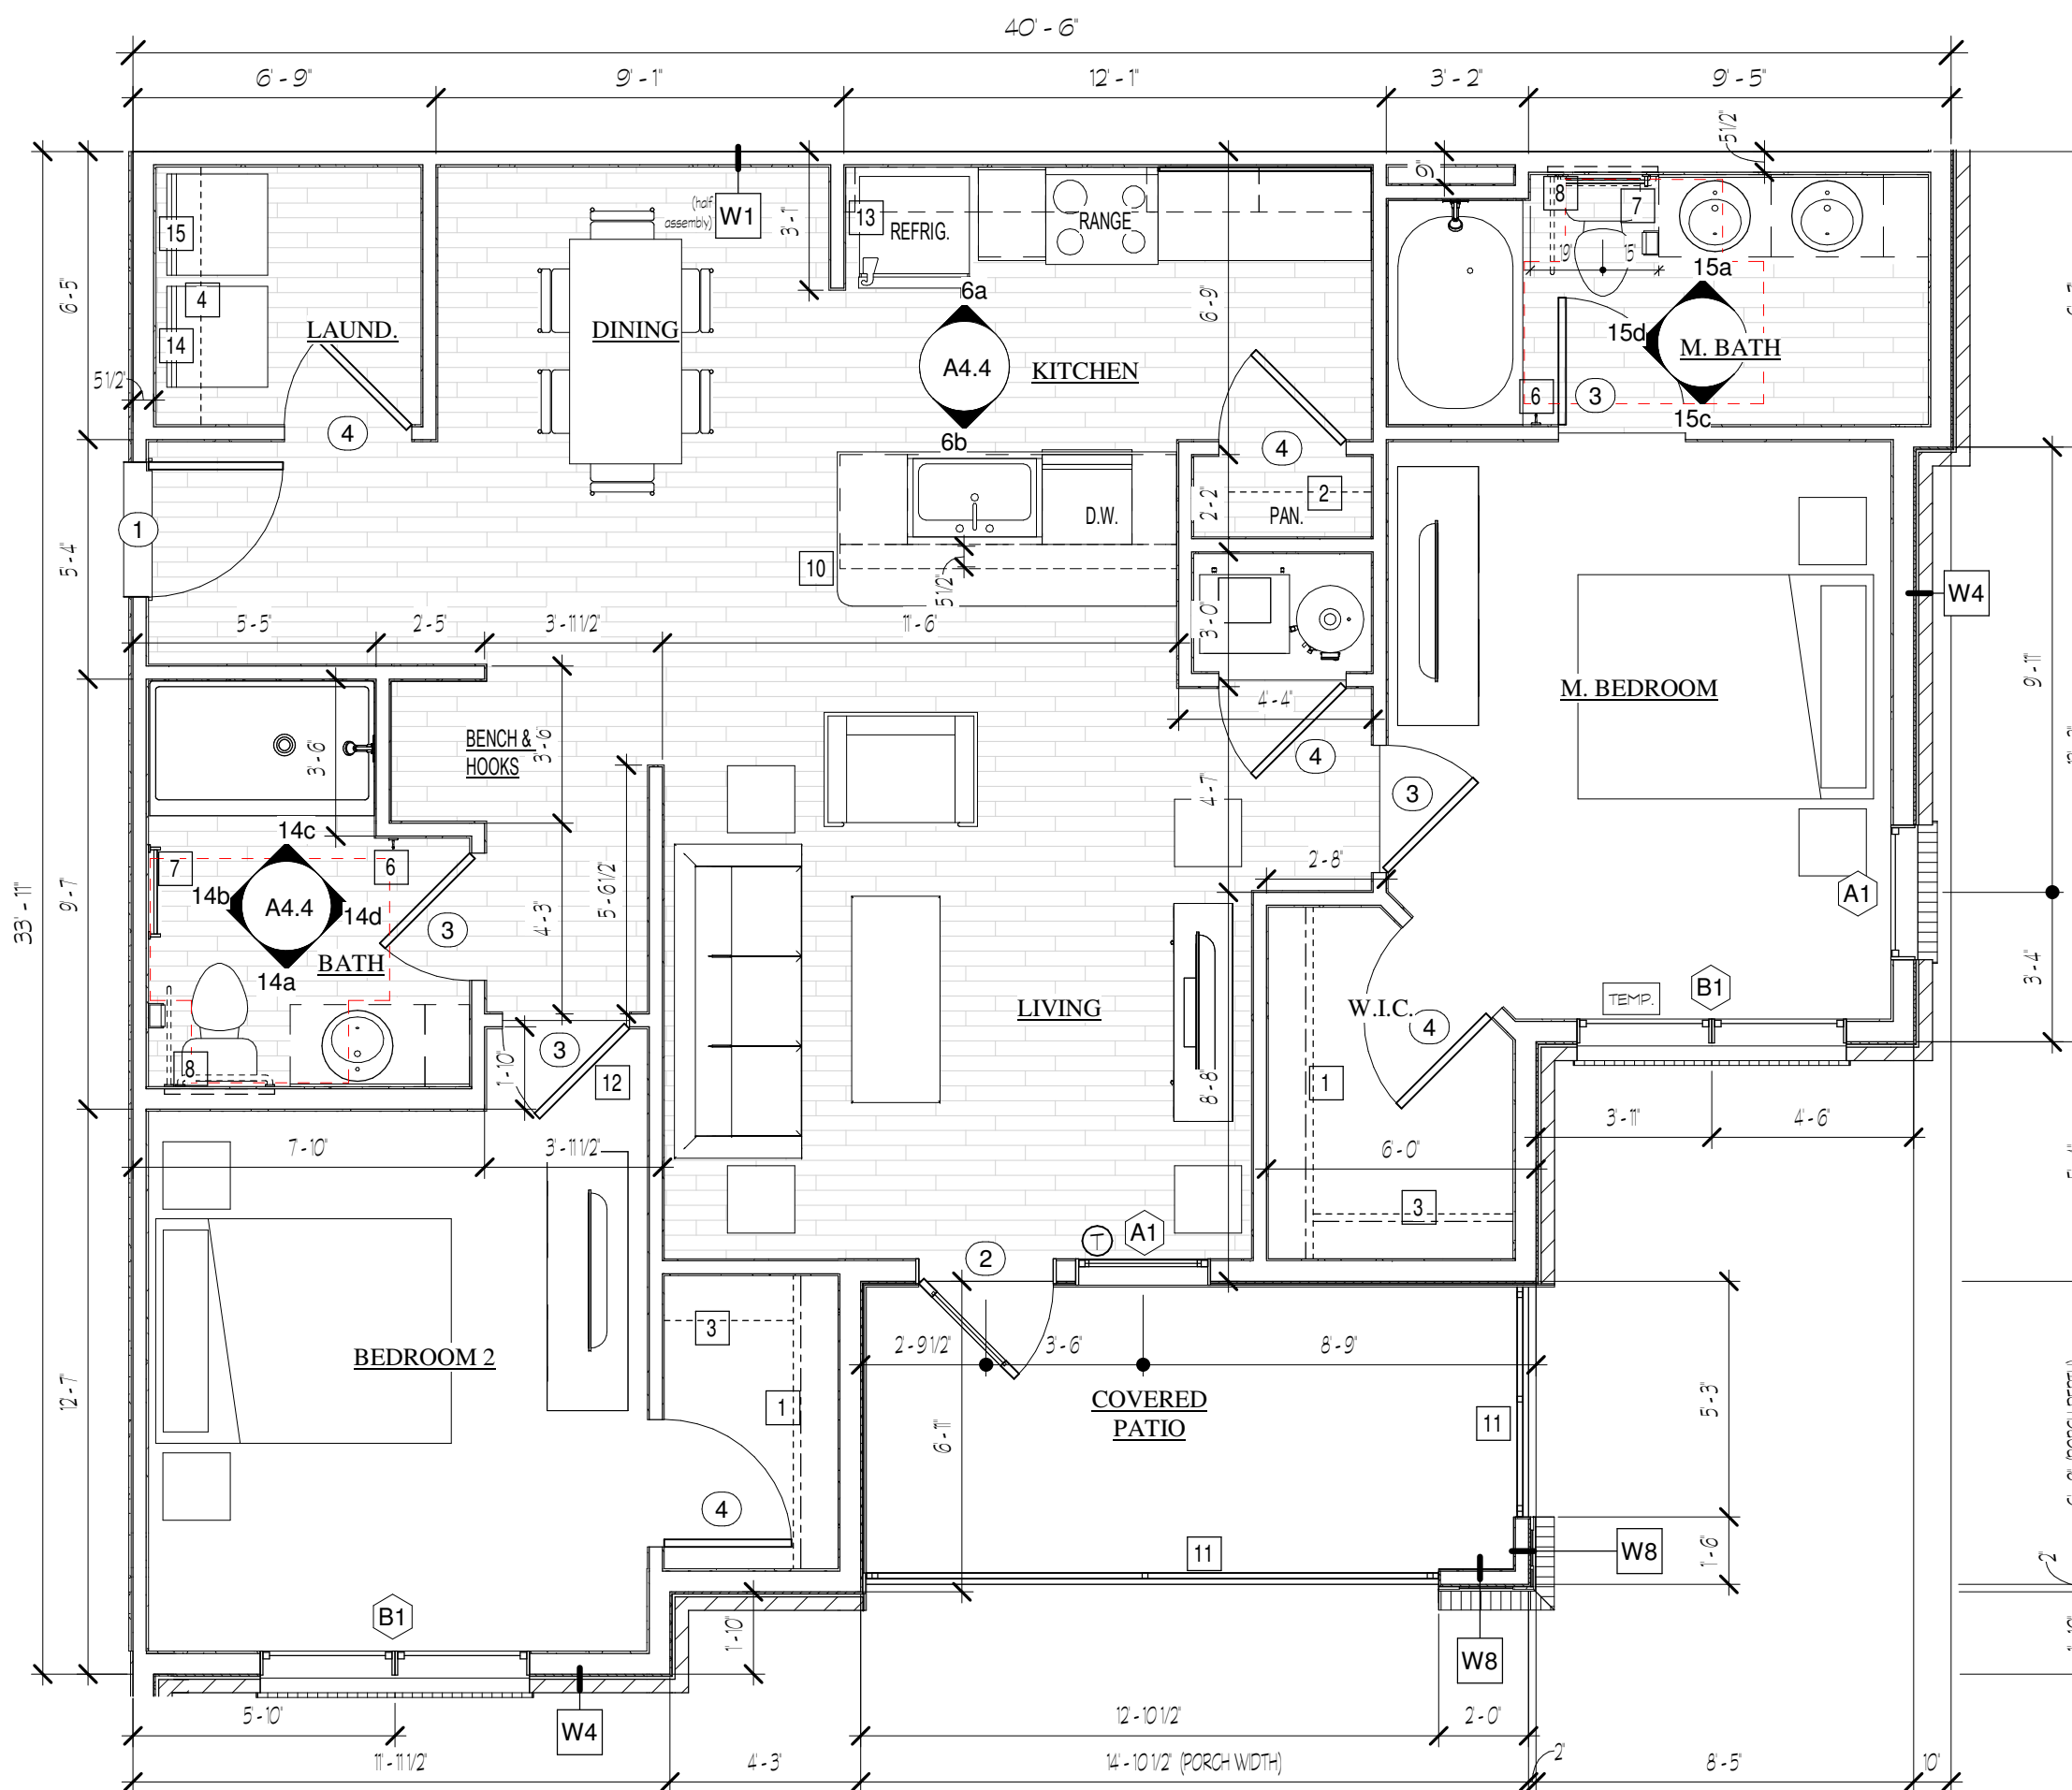 40' - 6"
6' - 9"
9' - 1"
12' - 1"
3' - 2"
9' - 5"
5 1/2"
9"
(half
assembly)
W1
3' - 1"
13
REFRIG.
RANGE
8
7
19"
15"
15
4
14
LAUND.
DINING
6a
A4.4
KITCHEN
6b
6' - 9"
15a
15d
M. BATH
15c
6
3
6' - 5"
5 1/2"
4
4
2
PAN.
2' - 2"
D.W.
10
5 1/2"
1
5' - 4"
W4
5' - 5"
2' - 5"
3' - 11 1/2"
11' - 6"
3' - 0"
4' - 4"
M. BEDROOM
9' - 11"
BENCH &
HOOKS
3' - 6"
3' - 6"
4
3
4' - 7"
2' - 8"
A1
14c
7
6
14b
A4.4
14d
3
BATH
14a
4' - 3"
5' - 6 1/2"
33' - 11"
9' - 7"
LIVING
W.I.C.
4
TEMP.
B1
3' - 4"
8
3
12
1' - 10"
8' - 8"
1
3' - 11"
4' - 6"
7' - 10"
3' - 11 1/2"
6' - 0"
3
T
A1
2
BEDROOM 2
3
1
2' - 9 1/2"
3' - 6"
8' - 9"
COVERED
PATIO
11
5' - 3"
6' - 11"
12' - 7"
4
11
W8
1' - 6"
2"
B1
1' - 10"
W8
W4
5' - 10"
12' - 10 1/2"
2' - 0"
11' - 11 1/2"
4' - 3"
14' - 10 1/2" (PORCH WIDTH)
2"
8' - 5"
10"